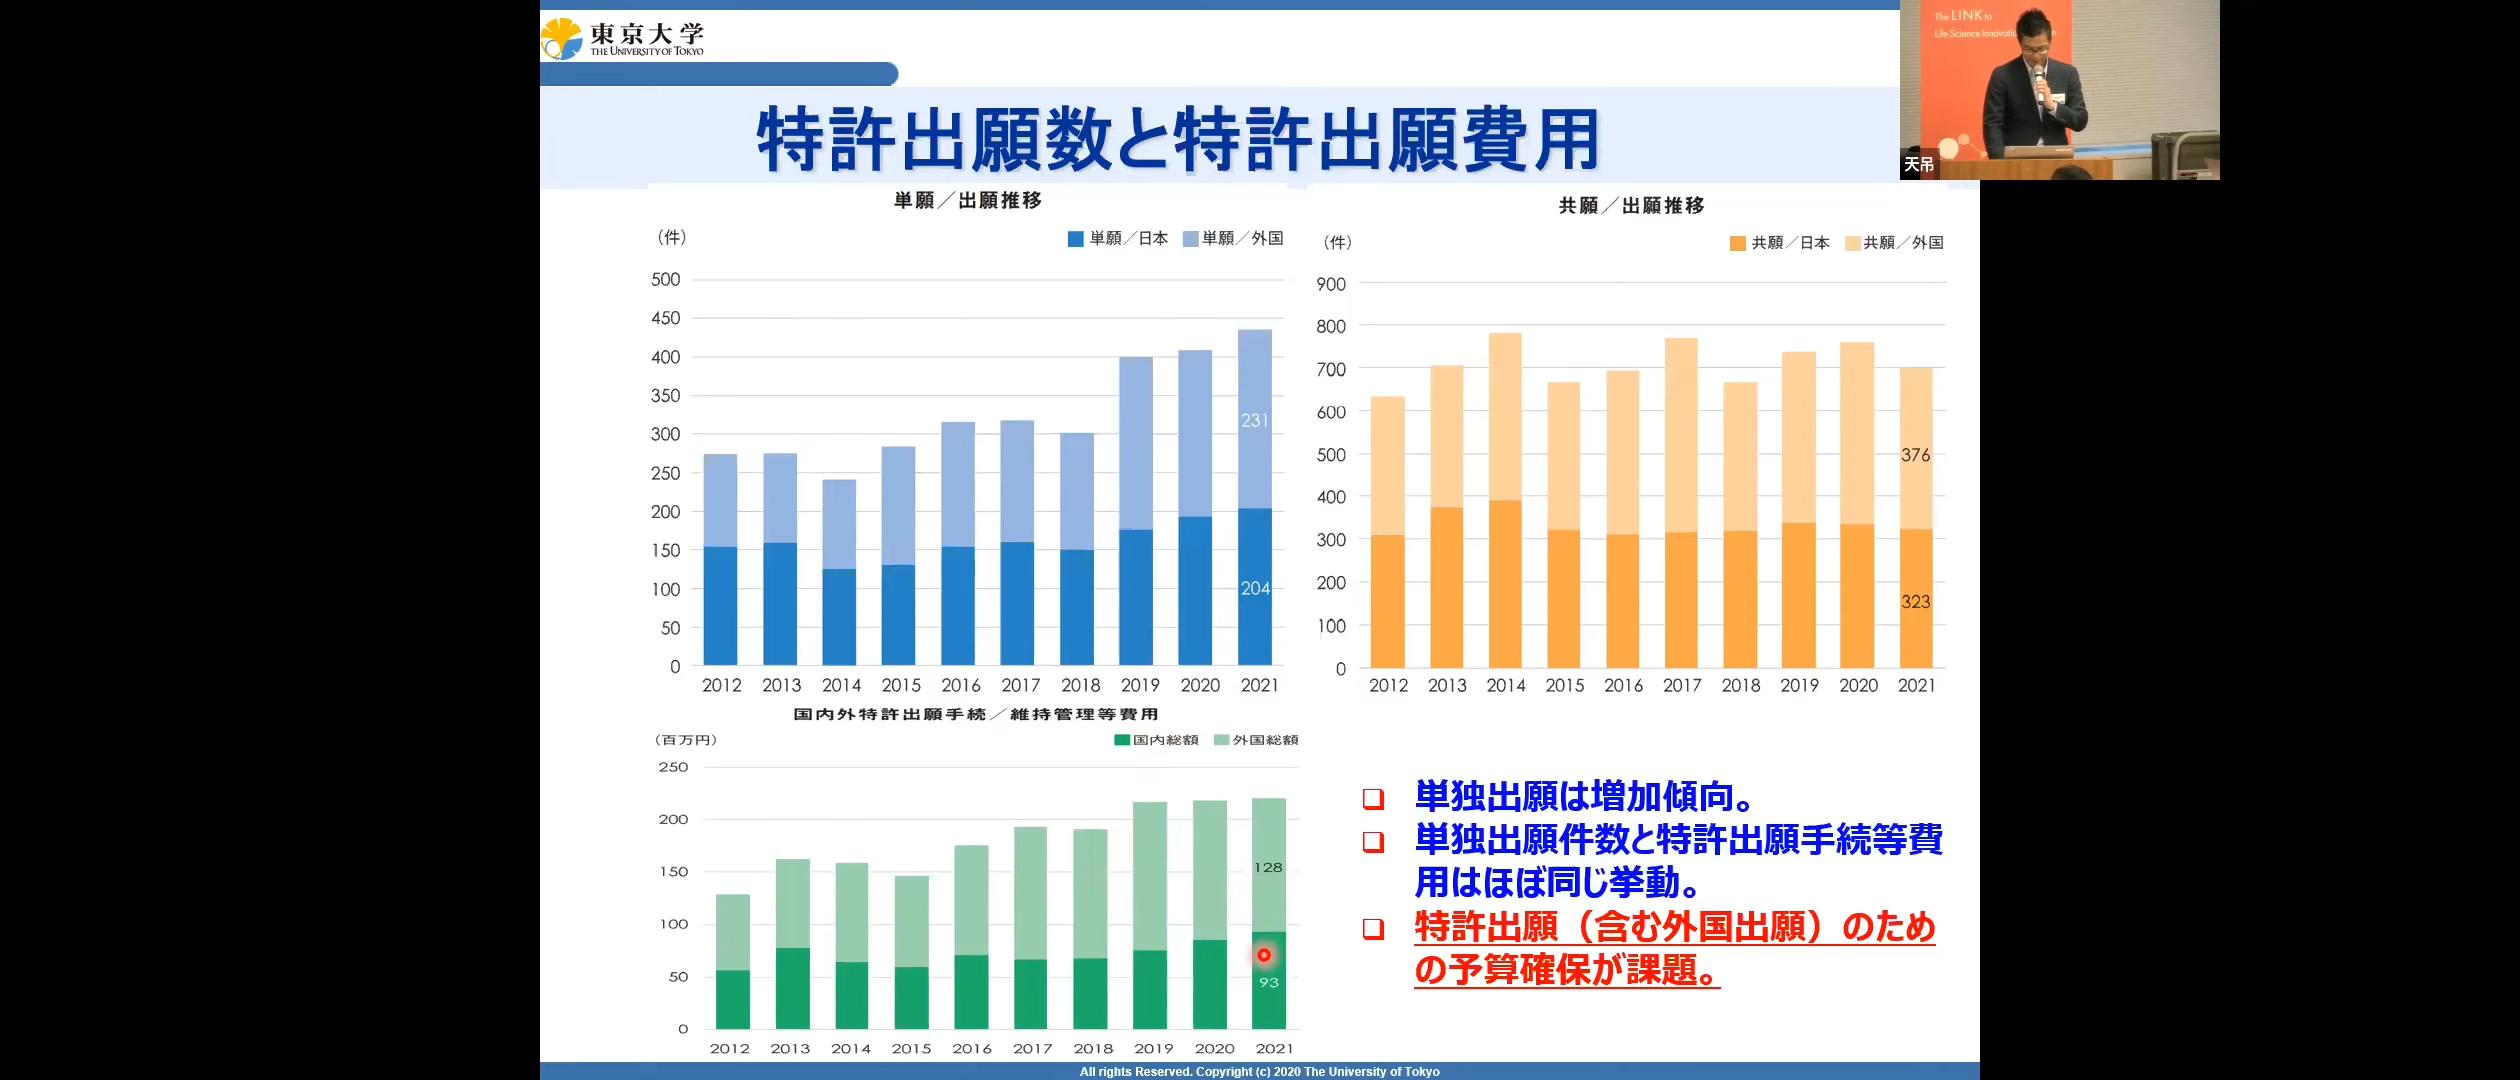 東京大学
THE UNIVERSITY OF TOKYO
The LINK to
Life Science Innovati
天吊
特許出願数と特許出願費用
単願／出願推移
（件）
単願／日本 単願／外国
500
450
400
350
300
250
200
150
100
50
0
231
204
2012 2013 2014 2015 2016 2017 2018 2019 2020 2021
共願／出願推移
（件）
共願／日本 共願／外国
900
800
700
600
500
400
300
200
100
0
376
323
2012 2013 2014 2015 2016 2017 2018 2019 2020 2021
国内外特許出願手続／維持管理等費用
（百万円）
国内総額 外国総額
250
200
150
100
50
0
128
93
2012 2013 2014 2015 2016 2017 2018 2019 2020 2021
単独出願は増加傾向。
単独出願件数と特許出願手続等費
用はほぼ同じ挙動。
特許出願（含む外国出願）のため
の予算確保が課題。
All rights Reserved. Copyright (c) 2020 The University of Tokyo